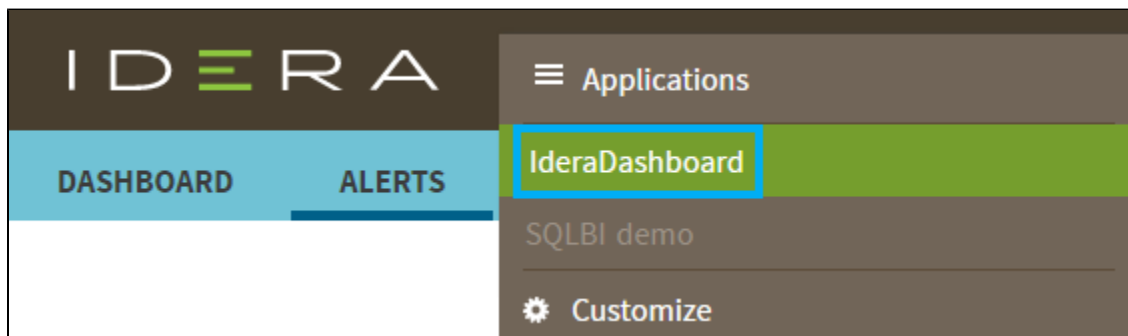 IDERA
Applications
DASHBOARD ALERTS
IderaDashboard
SQLBI demo
Customize